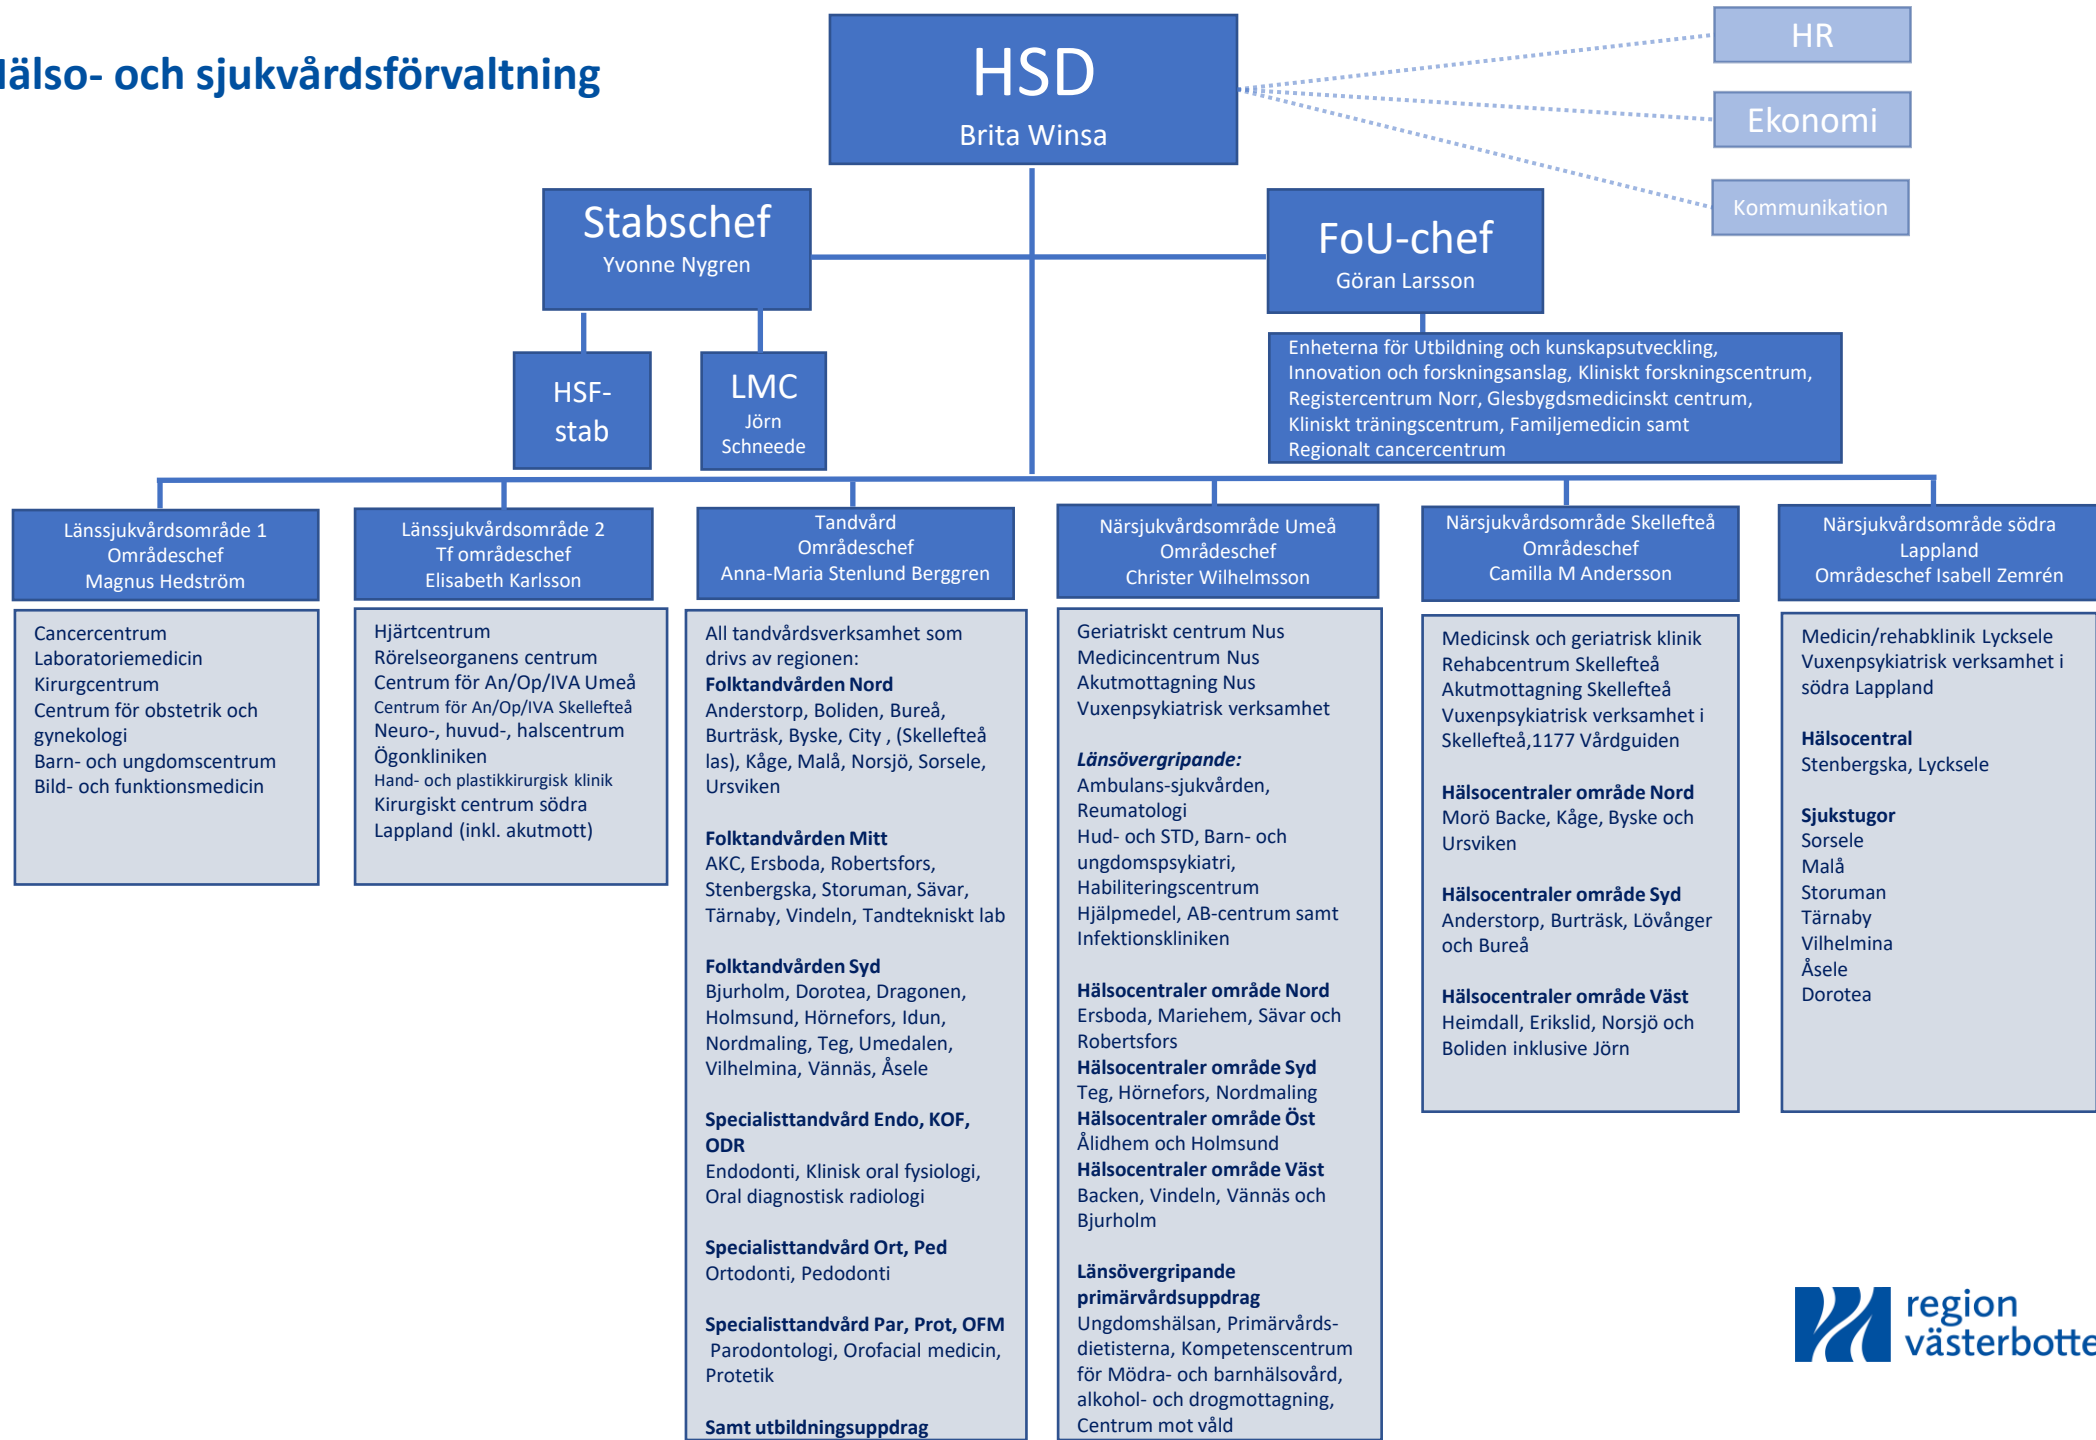 Hälso- och sjukvårdsförvaltning
HSD
Brita Winsa
HR
Ekonomi
Kommunikation
Stabschef
Yvonne Nygren
FoU-chef
Göran Larsson
HSF-
stab
LMC
Jörn
Schneede
Enheterna för Utbildning och kunskapsutveckling,
Innovation och forskningsanslag, Kliniskt forskningscentrum,
Registercentrum Norr, Glesbygdsmedicinskt centrum,
Kliniskt träningscentrum, Familjemedicin samt
Regionalt cancercentrum
Länssjukvårdsområde 1
Områdeschef
Magnus Hedström
Cancercentrum
Laboratoriemedicin
Kirurgcentrum
Centrum för obstetrik och
gynekologi
Barn- och ungdomscentrum
Bild- och funktionsmedicin
Länssjukvårdsområde 2
Tf områdeschef
Elisabeth Karlsson
Hjärtcentrum
Rörelseorganens centrum
Centrum för An/Op/IVA Umeå
Centrum för An/Op/IVA Skellefteå
Neuro-, huvud-, halscentrum
Ögonkliniken
Hand- och plastikkirurgisk klinik
Kirurgiskt centrum södra
Lappland (inkl. akutmott)
Tandvård
Områdeschef
Anna-Maria Stenlund Berggren
All tandvårdsverksamhet som
drivs av regionen:
Folktandvården Nord
Anderstorp, Boliden, Bureå,
Burträsk, Byske, City , (Skellefteå
las), Kåge, Malå, Norsjö, Sorsele,
Ursviken
Folktandvården Mitt
AKC, Ersboda, Robertsfors,
Stenbergska, Storuman, Sävar,
Tärnaby, Vindeln, Tandtekniskt lab
Folktandvården Syd
Bjurholm, Dorotea, Dragonen,
Holmsund, Hörnefors, Idun,
Nordmaling, Teg, Umedalen,
Vilhelmina, Vännäs, Åsele
Specialisttandvård Endo, KOF,
ODR
Endodonti, Klinisk oral fysiologi,
Oral diagnostisk radiologi
Specialisttandvård Ort, Ped
Ortodonti, Pedodonti
Specialisttandvård Par, Prot, OFM
Parodontologi, Orofacial medicin,
Protetik
Samt utbildningsuppdrag
Närsjukvårdsområde Umeå
Områdeschef
Christer Wilhelmsson
Geriatriskt centrum Nus
Medicincentrum Nus
Akutmottagning Nus
Vuxenpsykiatrisk verksamhet
Länsövergripande:
Ambulans-sjukvården,
Reumatologi
Hud- och STD, Barn- och
ungdomspsykiatri,
Habiliteringscentrum
Hjälpmedel, AB-centrum samt
Infektionskliniken
Hälsocentraler område Nord
Ersboda, Mariehem, Sävar och
Robertsfors
Hälsocentraler område Syd
Teg, Hörnefors, Nordmaling
Hälsocentraler område Öst
Ålidhem och Holmsund
Hälsocentraler område Väst
Backen, Vindeln, Vännäs och
Bjurholm
Länsövergripande
primärvårdsuppdrag
Ungdomshälsan, Primärvårds-
dietisterna, Kompetenscentrum
för Mödra- och barnhälsovård,
alkohol- och drogmottagning,
Centrum mot våld
Närsjukvårdsområde Skellefteå
Områdeschef
Camilla M Andersson
Medicinsk och geriatrisk klinik
Rehabcentrum Skellefteå
Akutmottagning Skellefteå
Vuxenpsykiatrisk verksamhet i
Skellefteå,1177 Vårdguiden
Hälsocentraler område Nord
Morö Backe, Kåge, Byske och
Ursviken
Hälsocentraler område Syd
Anderstorp, Burträsk, Lövånger
och Bureå
Hälsocentraler område Väst
Heimdall, Erikslid, Norsjö och
Boliden inklusive Jörn
Närsjukvårdsområde södra
Lappland
Områdeschef Isabell Zemrén
Medicin/rehabklinik Lycksele
Vuxenpsykiatrisk verksamhet i
södra Lappland
Hälsocentral
Stenbergska, Lycksele
Sjukstugor
Sorsele
Malå
Storuman
Tärnaby
Vilhelmina
Åsele
Dorotea
region
västerbotte